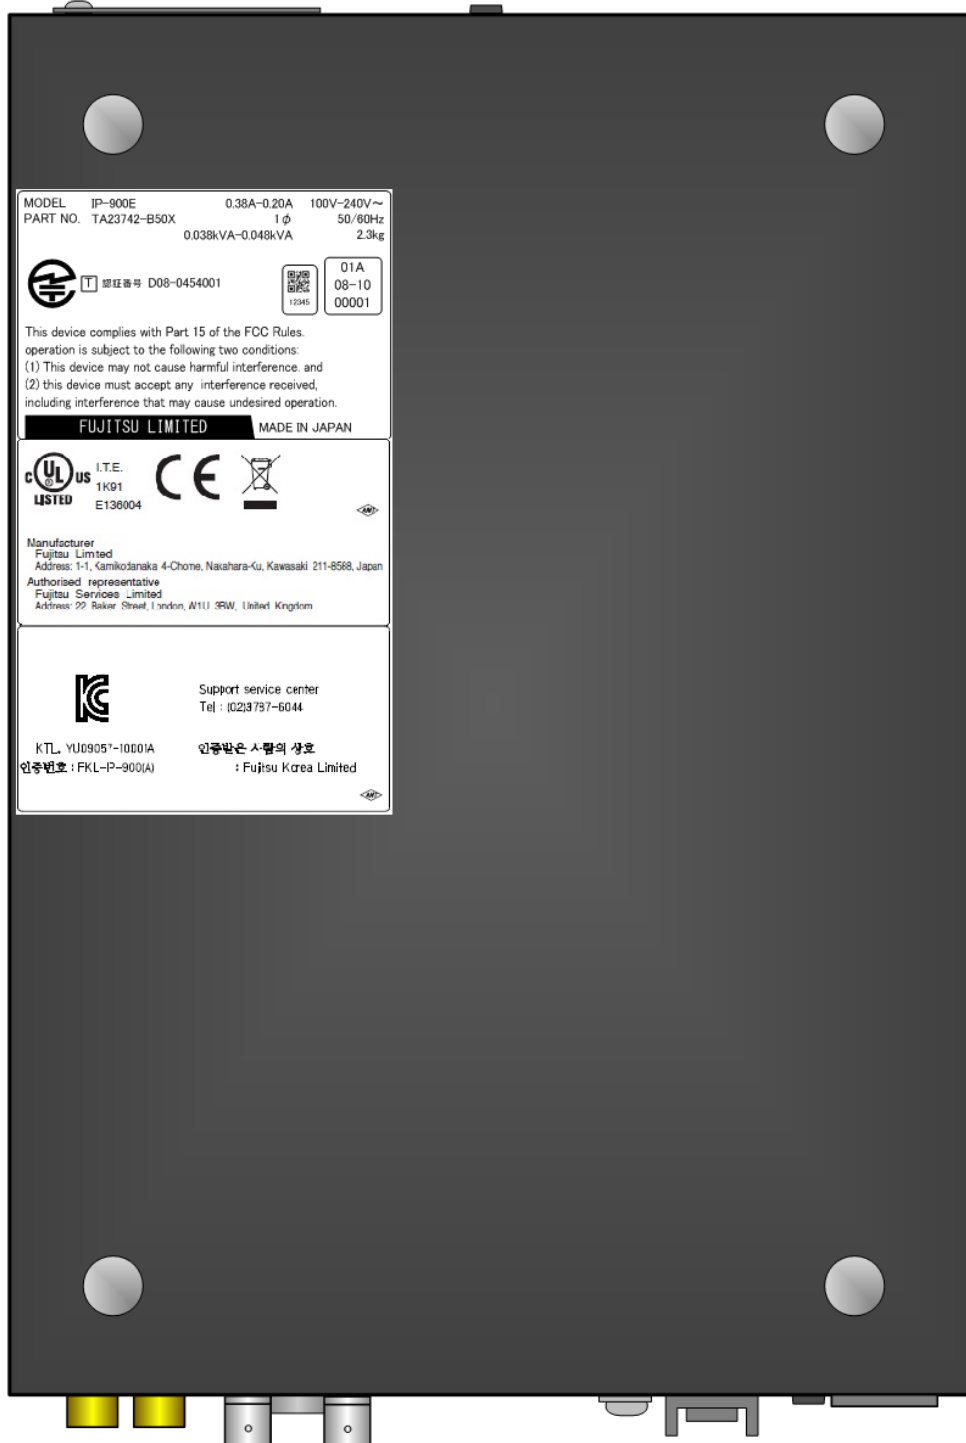 MODEL IP-900E 0.38A-0.20A 100V-240V~
PART NO. TA23742-B50X 1φ 50/60Hz
0.038kVA-0.048kVA 2.3kg
T 認証番号 D08-0454001
12345
01A
08-10
00001
This device complies with Part 15 of the FCC Rules.
operation is subject to the following two conditions:
(1) This device may not cause harmful interference. and
(2) this device must accept any interference received,
including interference that may cause undesired operation.
FUJITSU LIMITED MADE IN JAPAN
C UL US
LISTED
I.T.E.
1K91
E136004
CE
ANT
Manufacturer
Fujitsu Limited
Address: 1-1, Kamikodanaka 4-Chome, Nakahara-Ku, Kawasaki 211-8588, Japan
Authorised representative
Fujitsu Services Limited
Address: 22 Baker Street, London, W1U 3BW, United Kingdom
Support service center
Tel : (02)3787-6044
KTL. YU09057-10001A
인증번호 : FKL-IP-900(A)
인증받은 사람의 상호
: Fujitsu Korea Limited
ANT